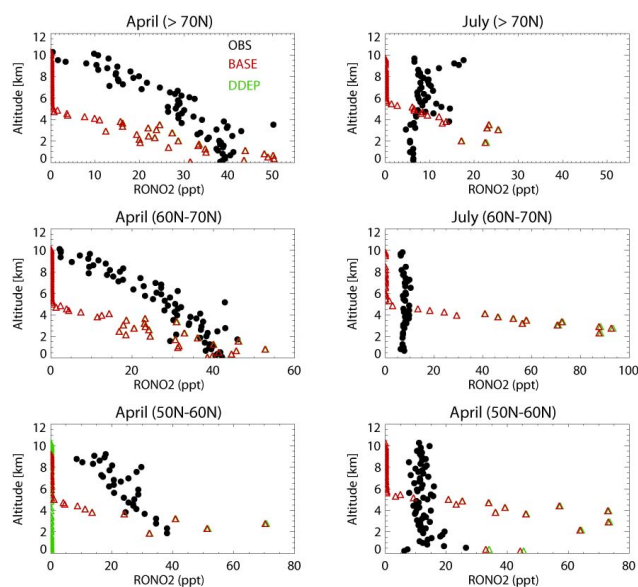 April (> 70N)
July (> 70N)
12
10
8
6
4
2
0
Altitude [km]
OBS
BASE
DDEP
0 10 20 30 40 50
RONO2 (ppt)
12
10
8
6
4
2
0
Altitude [km]
0 10 20 30 40 50
RONO2 (ppt)
April (60N-70N)
July (60N-70N)
12
10
8
6
4
2
0
Altitude [km]
0 20 40 60
RONO2 (ppt)
12
10
8
6
4
2
0
Altitude [km]
0 20 40 60 80 100
RONO2 (ppt)
April (50N-60N)
April (50N-60N)
12
10
8
6
4
2
0
Altitude [km]
0 20 40 60 80
RONO2 (ppt)
12
10
8
6
4
2
0
Altitude [km]
0 20 40 60 80
RONO2 (ppt)